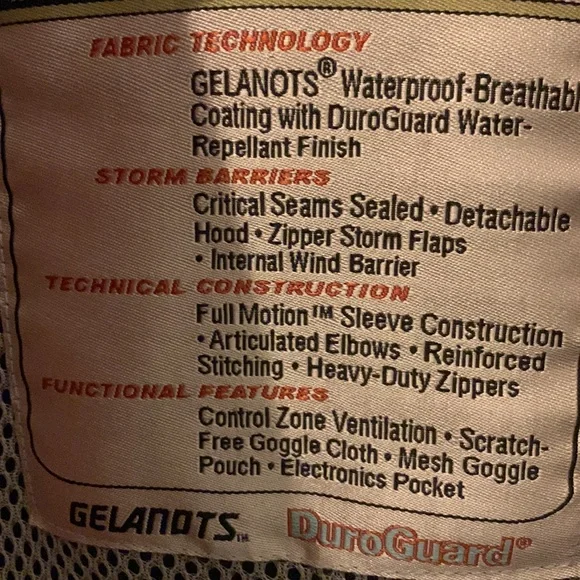 FABRIC TECHNOLOGY
GELANOTS® Waterproof-Breathabl
Coating with DuroGuard Water-
Repellant Finish
STORM BARRIERS
Critical Seams Sealed • Detachable
Hood • Zipper Storm Flaps
• Internal Wind Barrier
TECHNICAL CONSTRUCTION
Full Motion™ Sleeve Construction
• Articulated Elbows • Reinforced
Stitching • Heavy-Duty Zippers
FUNCTIONAL FEATURES
Control Zone Ventilation • Scratch-
Free Goggle Cloth • Mesh Goggle
Pouch • Electronics Pocket
GELANOTS™ DuroGuard®